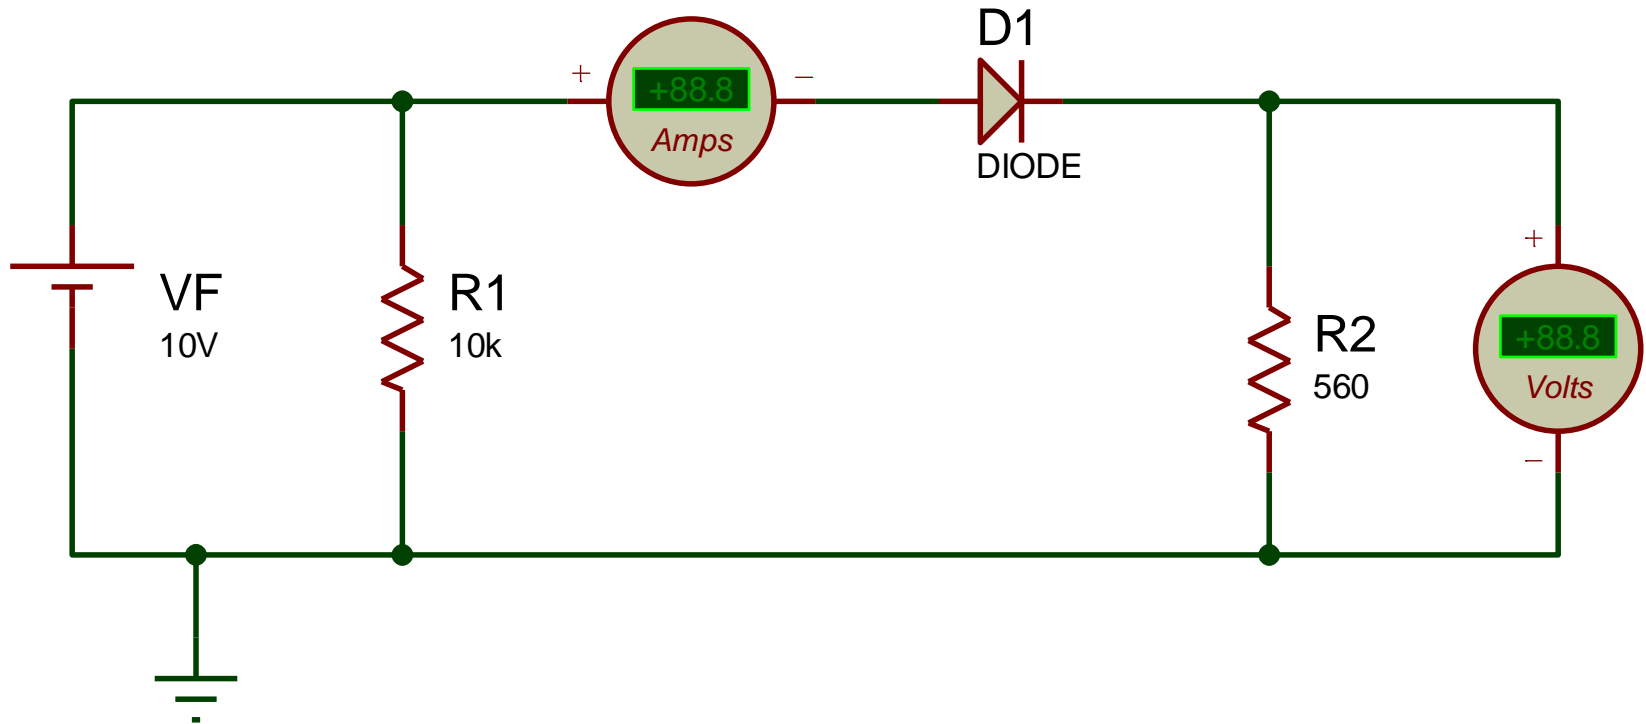 D1
+
+88.8
−
Amps
DIODE
VF
10V
R1
10k
R2
560
+
+88.8
Volts
−